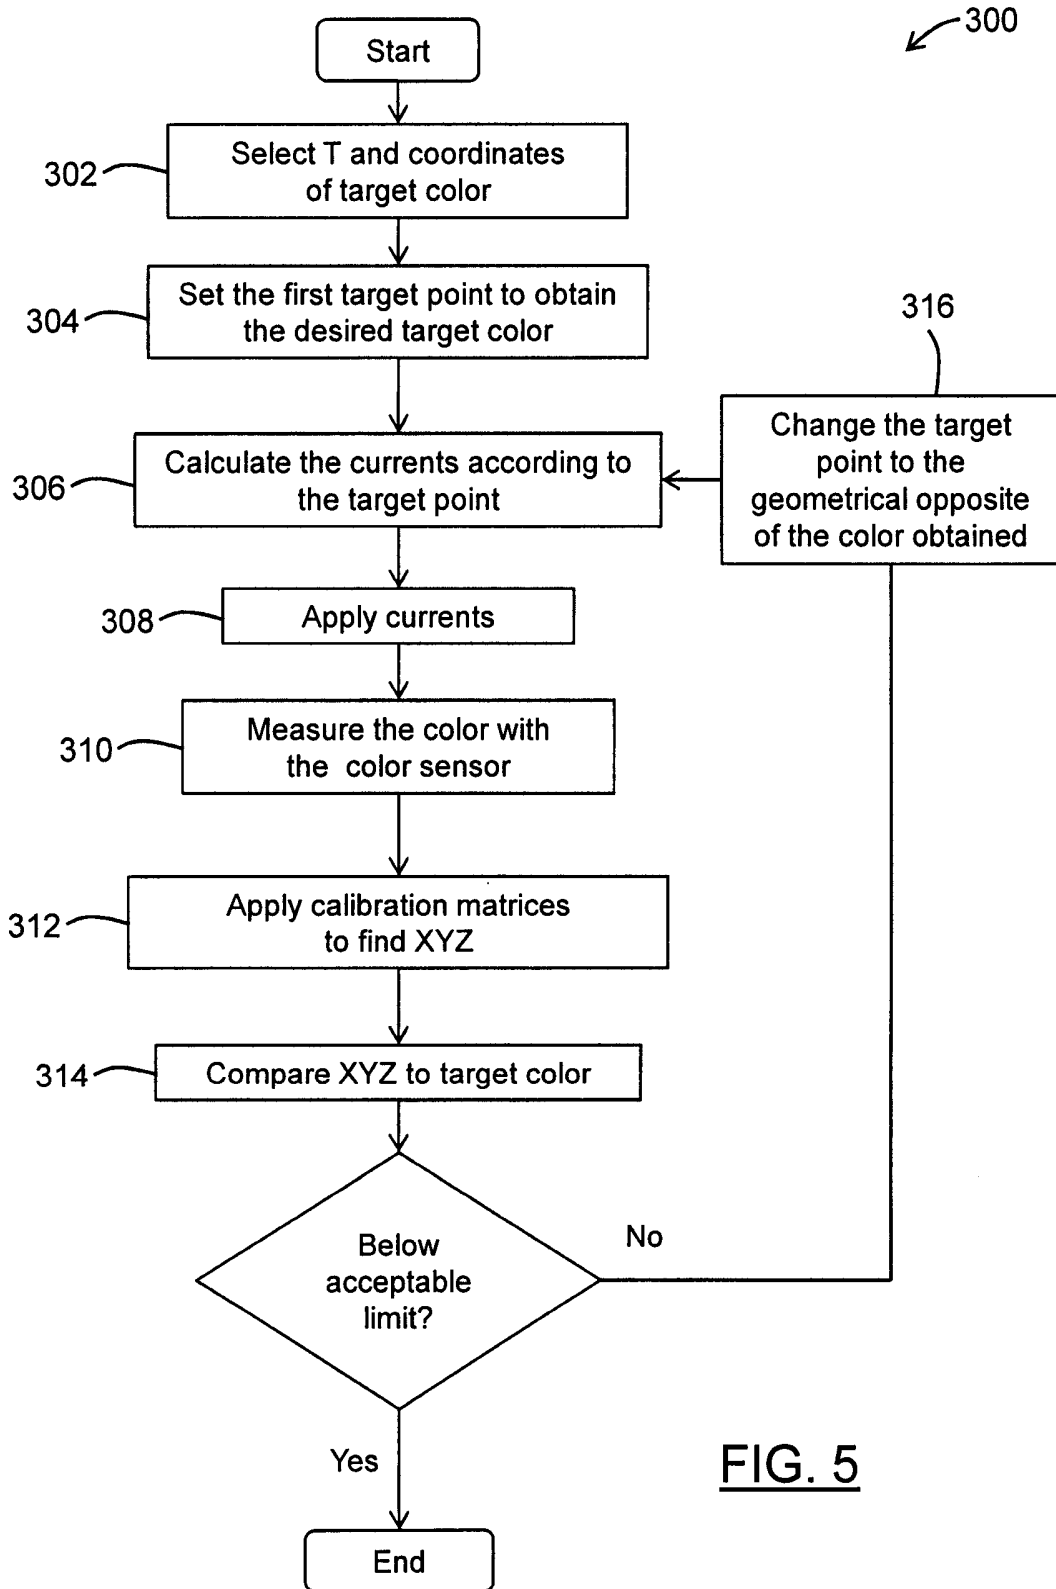 300
Start
302
Select T and coordinates
of target color
304
Set the first target point to obtain
the desired target color
316
Change the target
point to the
geometrical opposite
of the color obtained
306
Calculate the currents according to
the target point
308
Apply currents
310
Measure the color with
the color sensor
312
Apply calibration matrices
to find XYZ
314
Compare XYZ to target color
Below
acceptable
limit?
No
Yes
FIG. 5
End